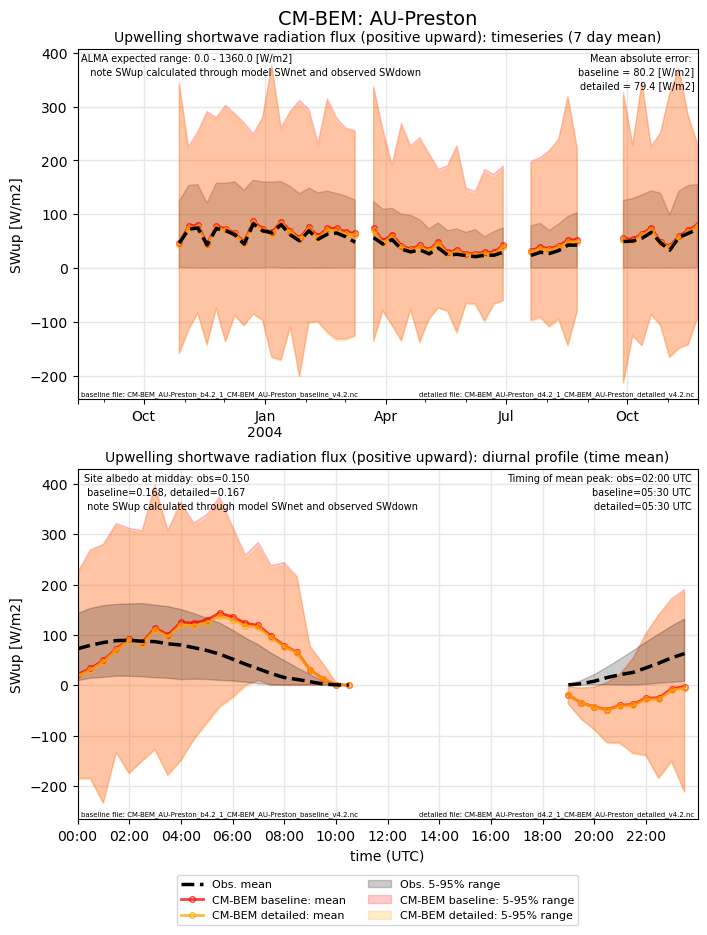 CM-BEM: AU-Preston
Upwelling shortwave radiation flux (positive upward): timeseries (7 day mean)
ALMA expected range: 0.0 - 1360.0 [W/m2]
note SWup calculated through model SWnet and observed SWdown
Mean absolute error:
baseline = 80.2 [W/m2]
detailed = 79.4 [W/m2]
400
300
200
100
0
−100
−200
SWup [W/m2]
baseline file: CM-BEM_AU-Preston_b4.2_1_CM-BEM_AU-Preston_baseline_v4.2.nc
detailed file: CM-BEM_AU-Preston_d4.2_1_CM-BEM_AU-Preston_detailed_v4.2.nc
Oct Jan Apr Jul Oct
2004
Upwelling shortwave radiation flux (positive upward): diurnal profile (time mean)
Site albedo at midday: obs=0.150
baseline=0.168, detailed=0.167
note SWup calculated through model SWnet and observed SWdown
Timing of mean peak: obs=02:00 UTC
baseline=05:30 UTC
detailed=05:30 UTC
400
300
200
100
0
−100
−200
SWup [W/m2]
baseline file: CM-BEM_AU-Preston_b4.2_1_CM-BEM_AU-Preston_baseline_v4.2.nc
detailed file: CM-BEM_AU-Preston_d4.2_1_CM-BEM_AU-Preston_detailed_v4.2.nc
00:00 02:00 04:00 06:00 08:00 10:00 12:00 14:00 16:00 18:00 20:00 22:00
time (UTC)
Obs. mean
CM-BEM baseline: mean
CM-BEM detailed: mean
Obs. 5-95% range
CM-BEM baseline: 5-95% range
CM-BEM detailed: 5-95% range